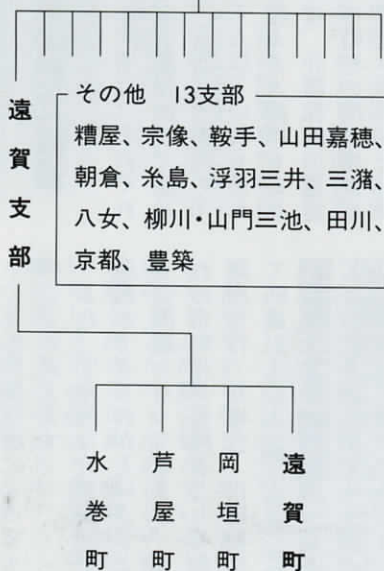 遠賀支部
その他 13支部
糟屋、宗像、鞍手、山田嘉穂、
朝倉、糸島、浮羽三井、三潴、
八女、柳川・山門三池、田川、
京都、豊築
水巻町
芦屋町
岡垣町
遠賀町